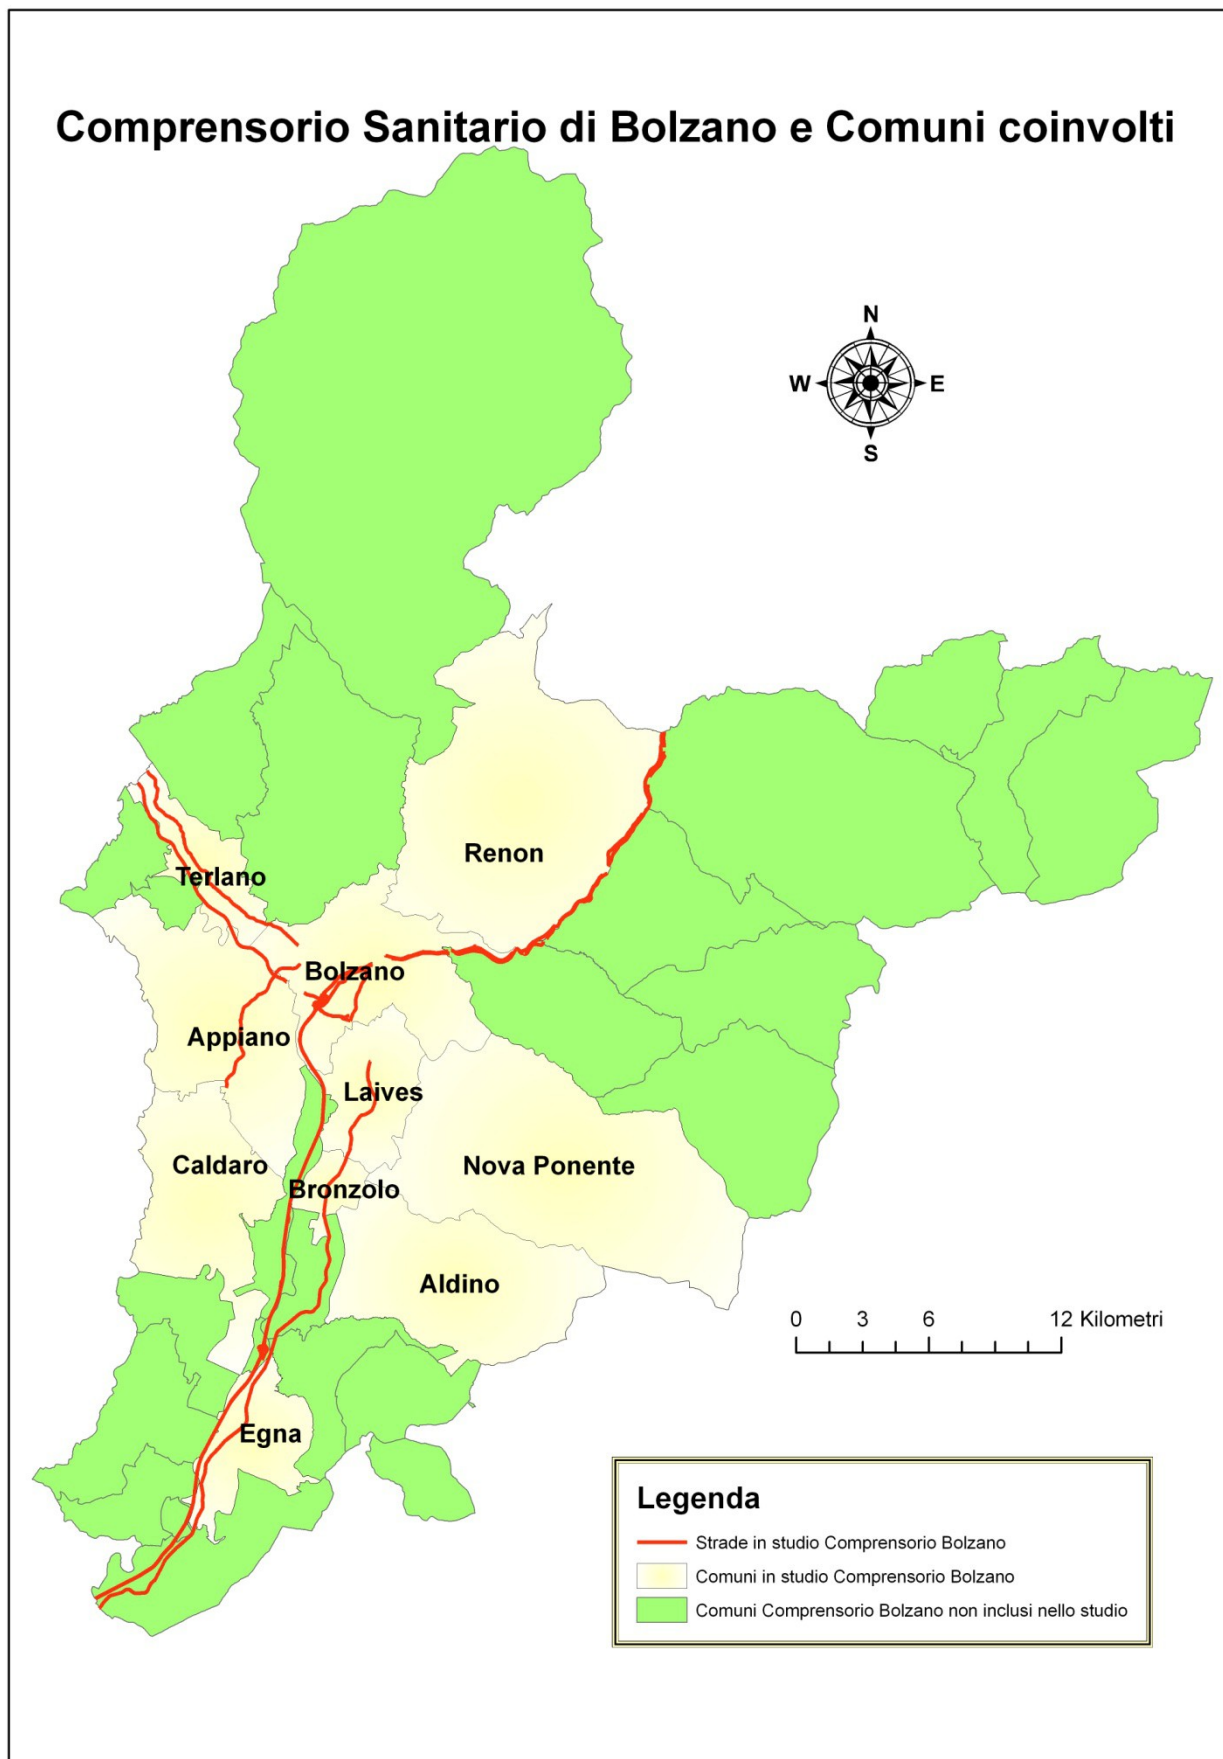 Comprensorio Sanitario di Bolzano e Comuni coinvolti
N
W E
S
Renon
Terlano
Bolzano
Appiano
Laives
Caldaro
Nova Ponente
Bronzolo
Aldino
0 3 6 12 Kilometri
Egna
Legenda
Strade in studio Comprensorio Bolzano
Comuni in studio Comprensorio Bolzano
Comuni Comprensorio Bolzano non inclusi nello studio